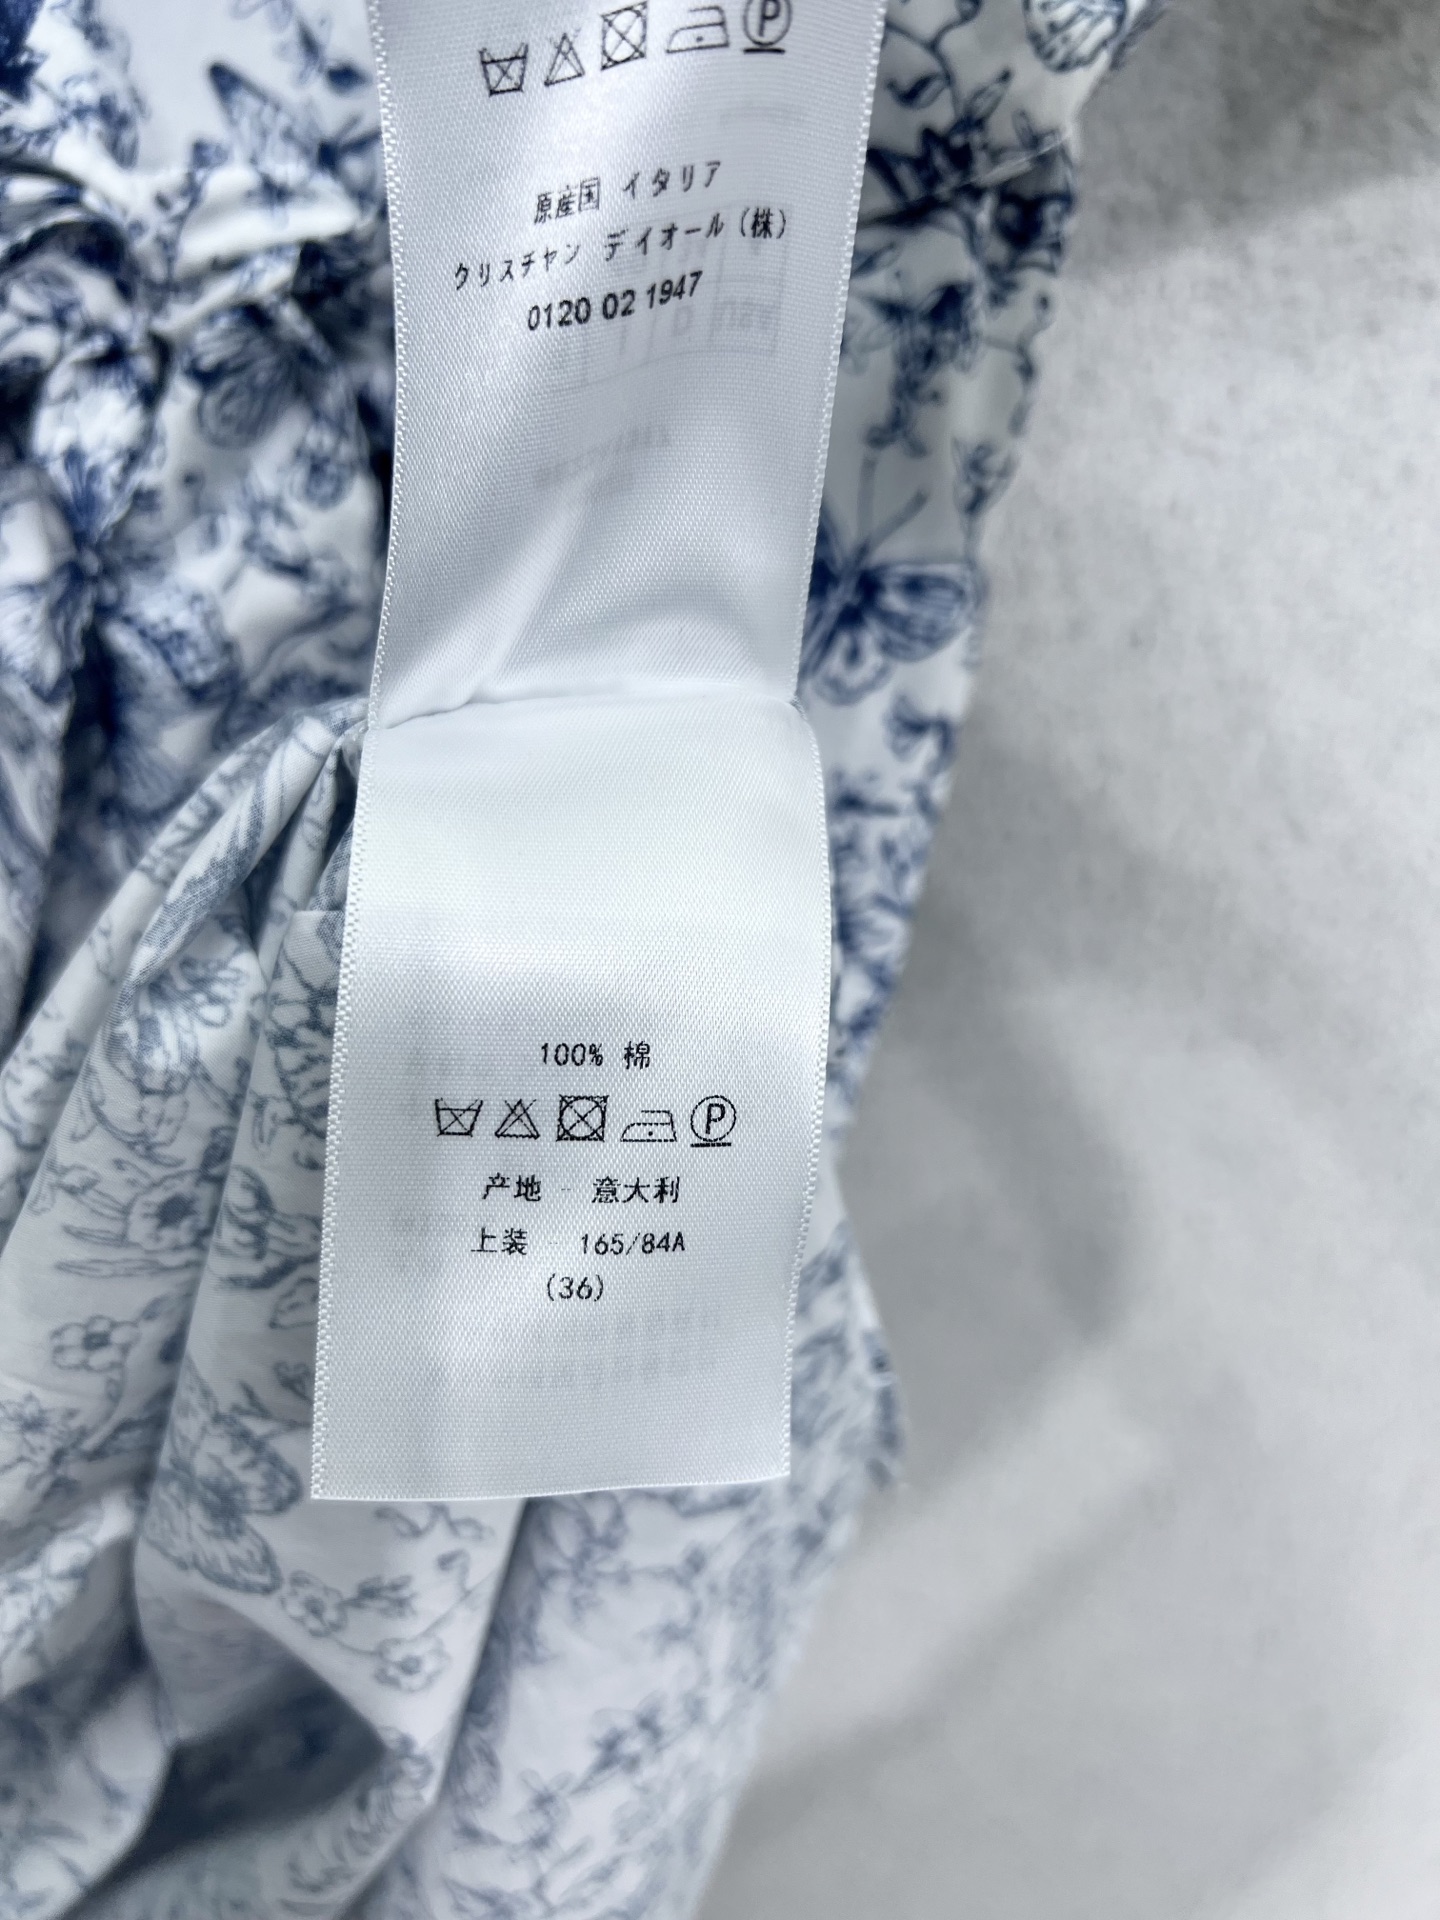 原産国 イタリア
クリスチャン デイオール (株)
0120 02 1947
100% 棉
P
产地 - 意大利
上装 - 165/84A
(36)